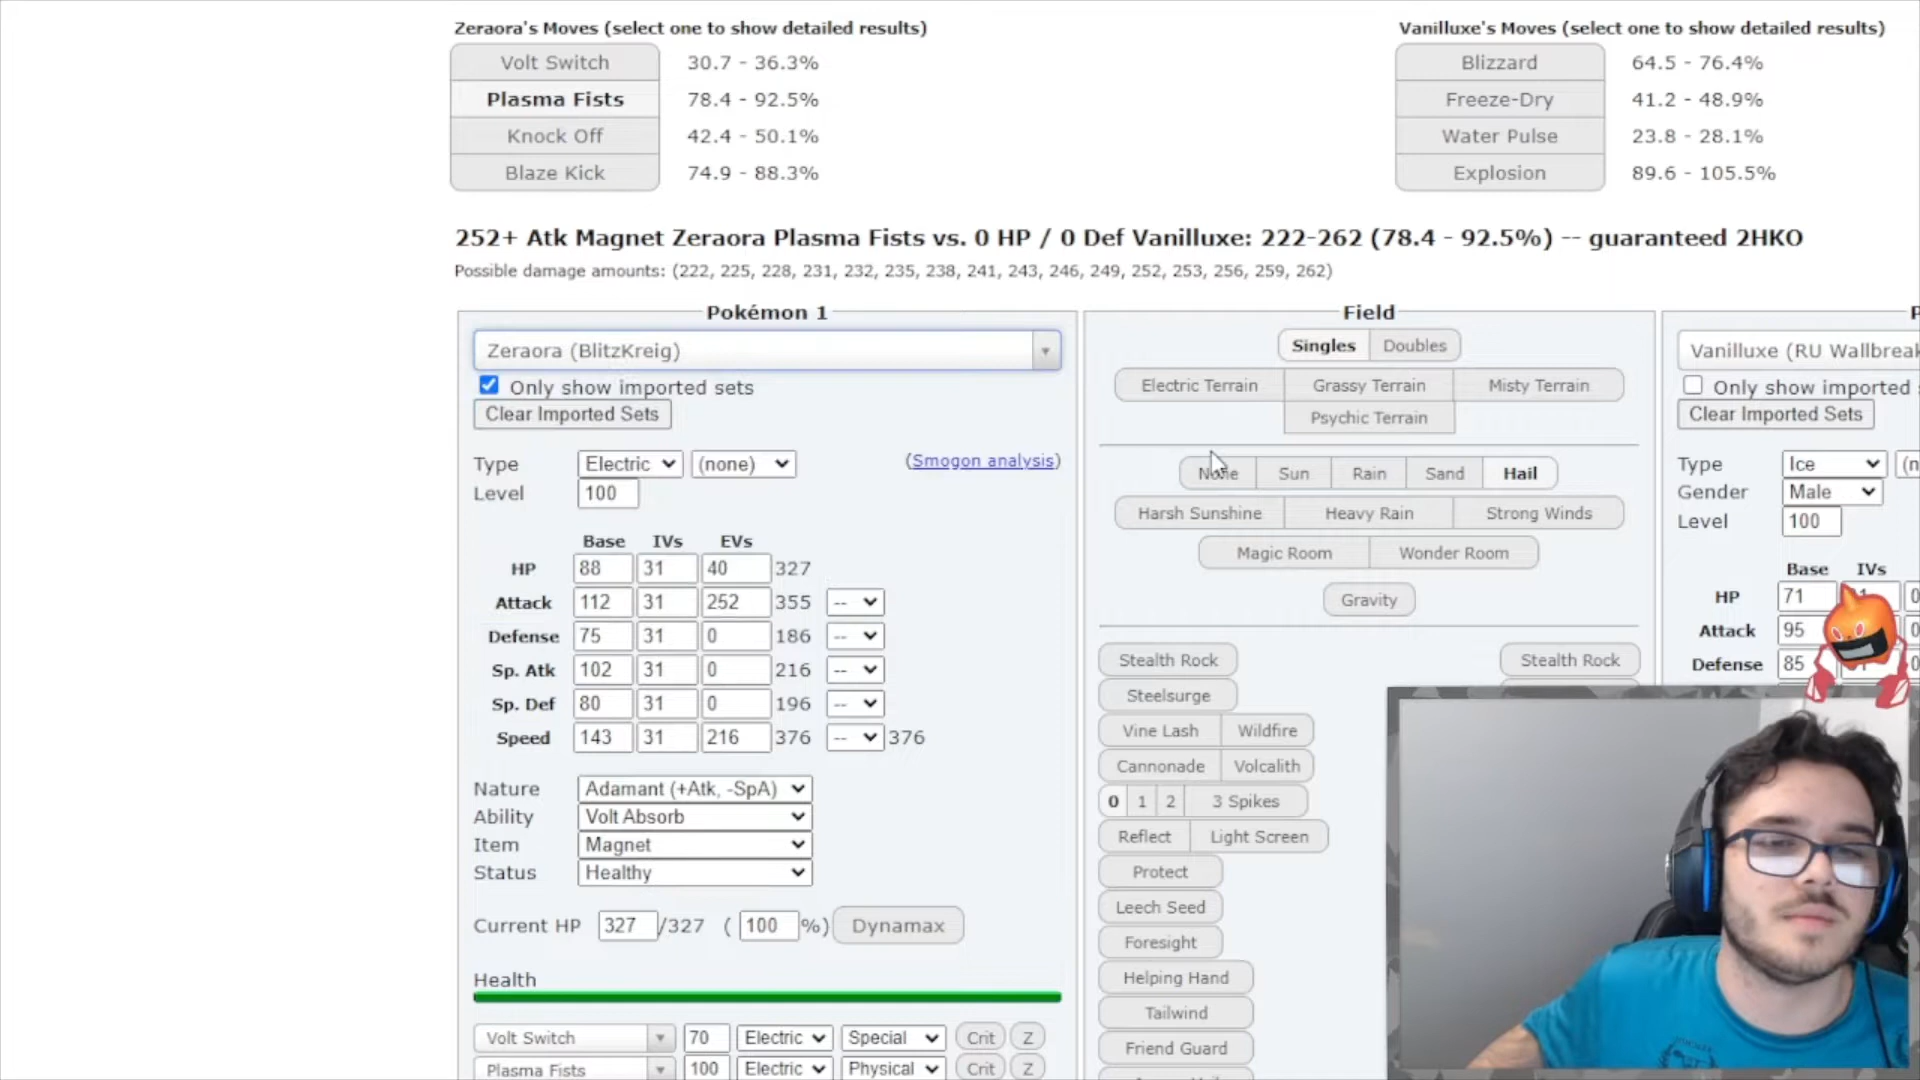 Zeraora's Moves (select one to show detailed results)
Vanilluxe's Moves (select one to show detailed results)
Volt Switch 30.7 - 36.3%
Blizzard 64.5 - 76.4%
Plasma Fists 78.4 - 92.5%
Freeze-Dry 41.2 - 48.9%
Knock Off 42.4 - 50.1%
Water Pulse 23.8 - 28.1%
Blaze Kick 74.9 - 88.3%
Explosion 89.6 - 105.5%
252+ Atk Magnet Zeraora Plasma Fists vs. 0 HP / 0 Def Vanilluxe: 222-262 (78.4 - 92.5%) -- guaranteed 2HKO
Possible damage amounts: (222, 225, 228, 231, 232, 235, 238, 241, 243, 246, 249, 252, 253, 256, 259, 262)
Pokémon 1
Zeraora (BlitzKreig)
Only show imported sets
Clear Imported Sets
Type Electric (none) (Smogon analysis)
Level 100
Base IVs EVs
HP 88 31 40 327
Attack 112 31 252 355 --
Defense 75 31 0 186 --
Sp. Atk 102 31 0 216 --
Sp. Def 80 31 0 196 --
Speed 143 31 216 376 -- 376
Nature Adamant (+Atk, -SpA)
Ability Volt Absorb
Item Magnet
Status Healthy
Current HP 327 /327 ( 100 %) Dynamax
Health
Volt Switch 70 Electric Special Crit Z
Plasma Fists 100 Electric Physical Crit Z
Field
Singles Doubles
Electric Terrain Grassy Terrain Misty Terrain
Psychic Terrain
None Sun Rain Sand Hail
Harsh Sunshine Heavy Rain Strong Winds
Magic Room Wonder Room
Gravity
Stealth Rock Stealth Rock
Steelsurge
Vine Lash Wildfire
Cannonade Volcalith
0 1 2 3 Spikes
Reflect Light Screen
Protect
Leech Seed
Foresight
Helping Hand
Tailwind
Friend Guard
Vanilluxe (RU Wallbreak
Only show imported
Clear Imported Sets
Type Ice
Gender Male
Level 100
Base IVs
HP 71
Attack 95
Defense 85